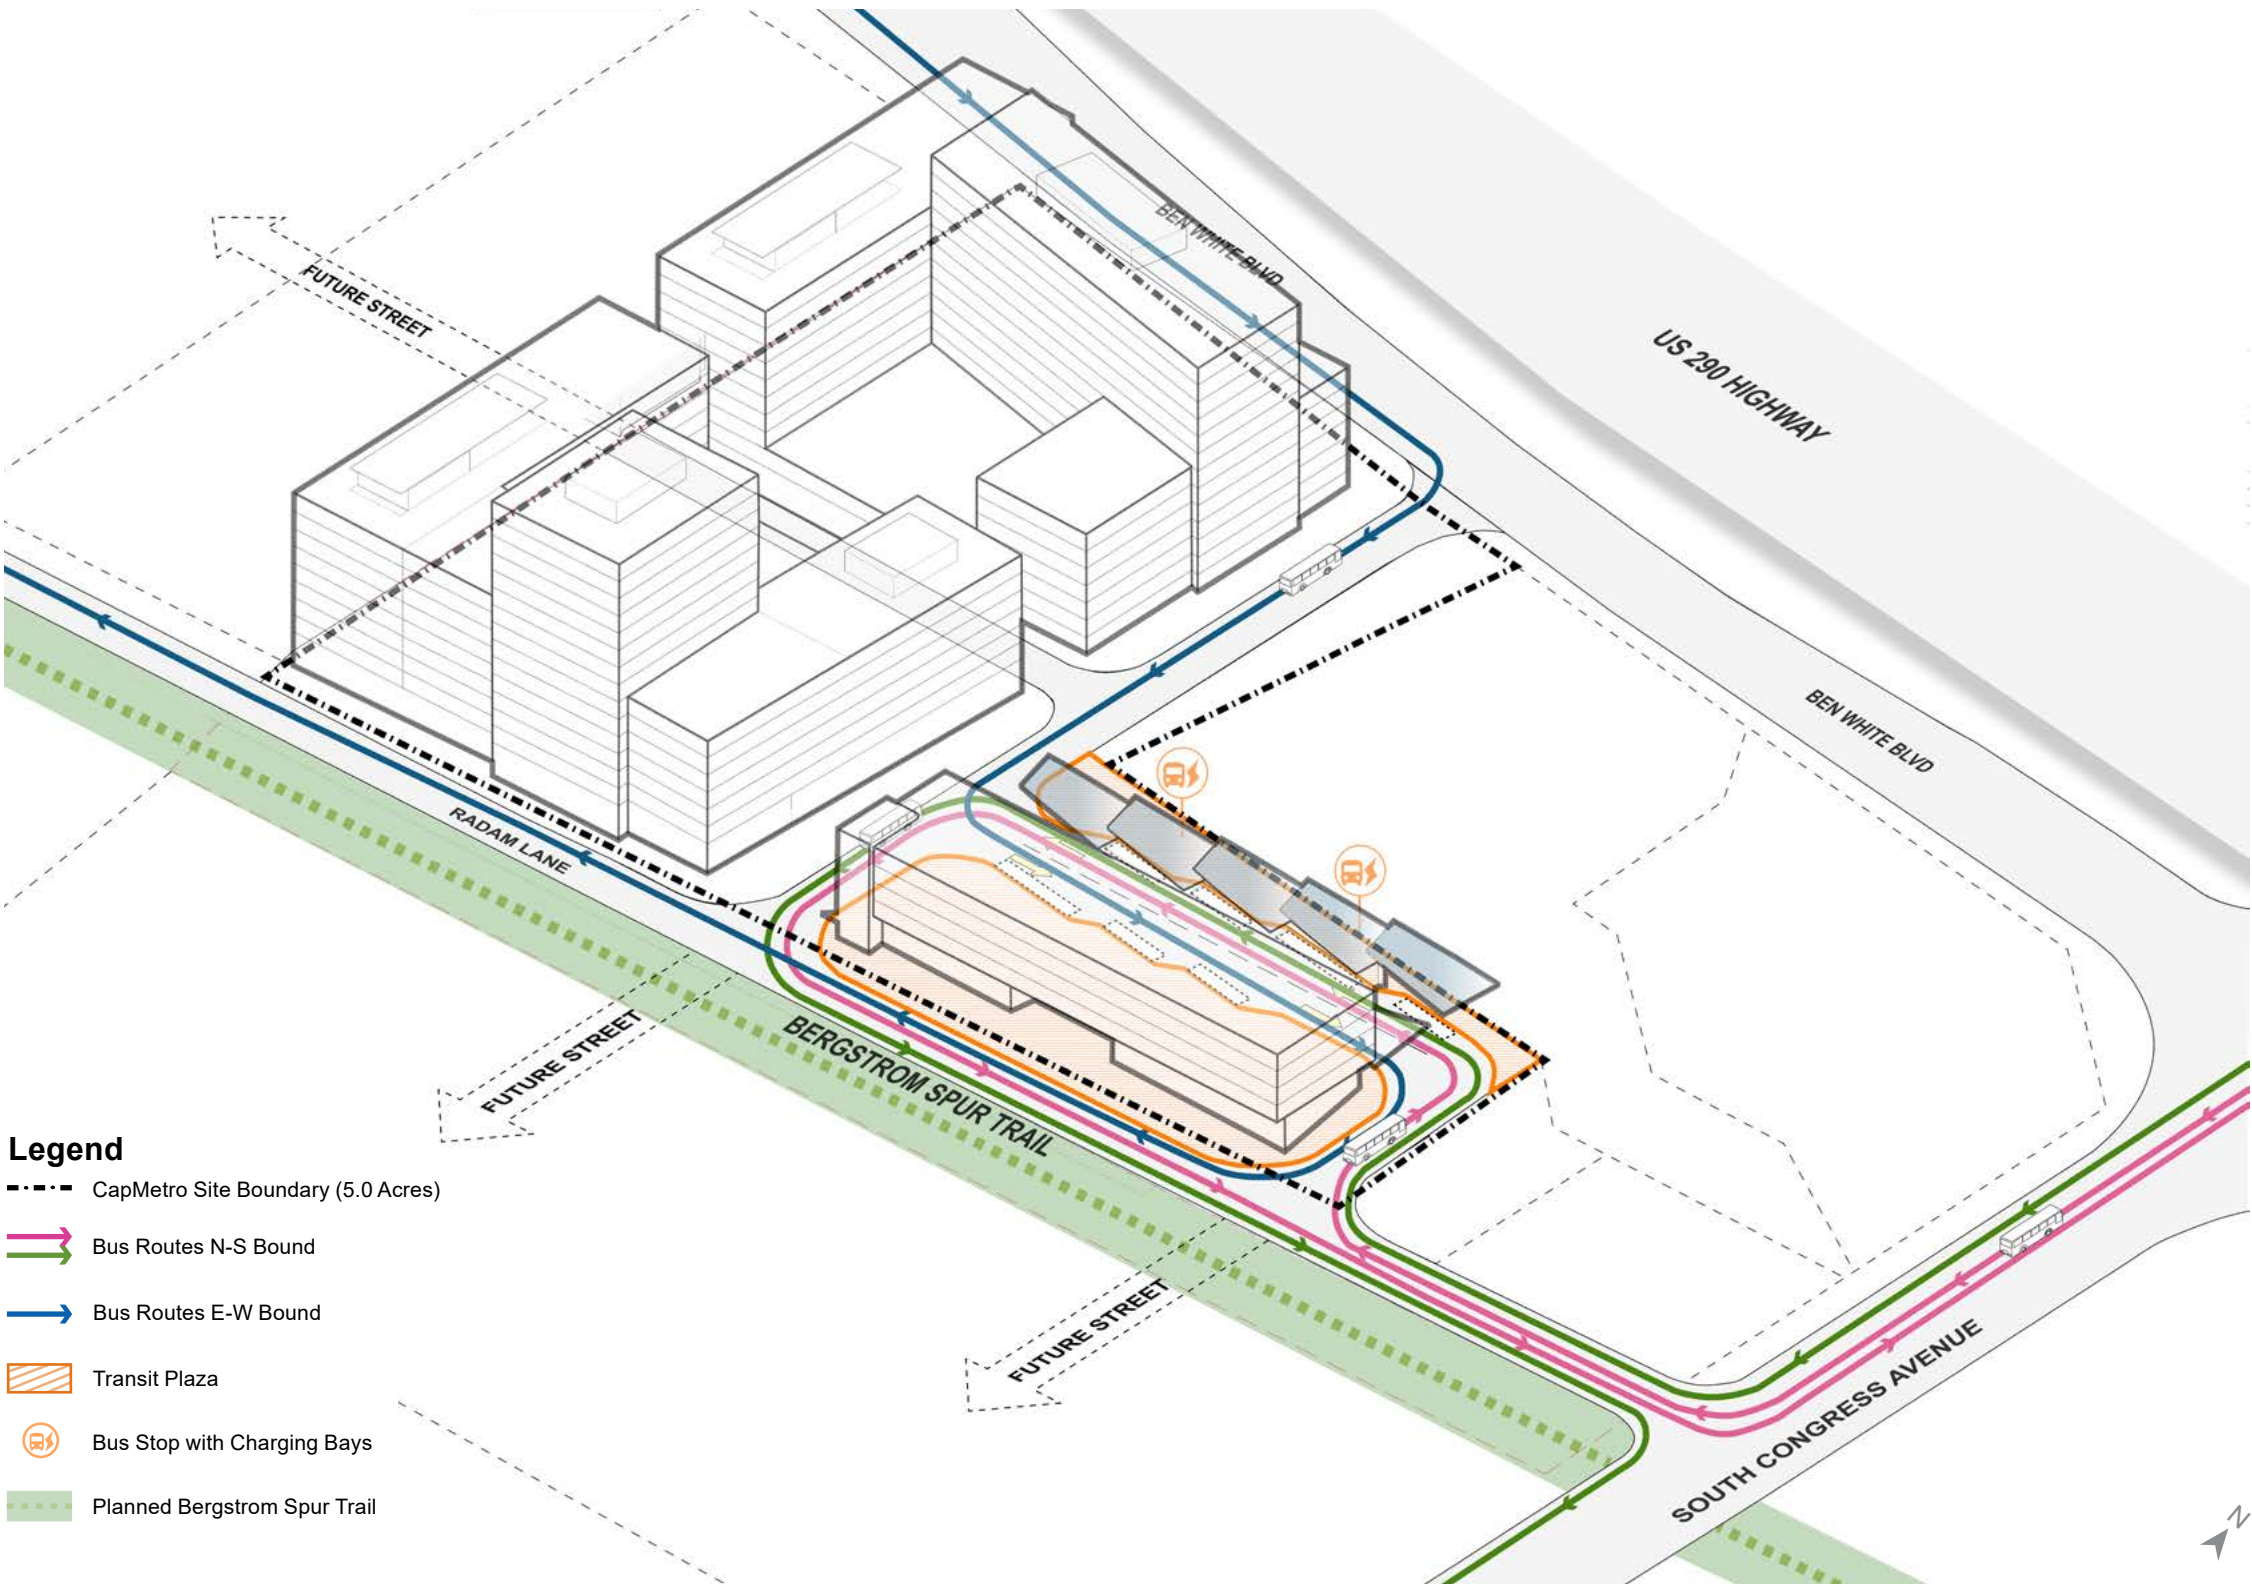 BEN WHITE BLVD
FUTURE STREET
US 290 HIGHWAY
BEN WHITE BLVD
RADAM LANE
FUTURE STREET
BERGSTROM SPUR TRAIL
FUTURE STREET
SOUTH CONGRESS AVENUE
Legend
CapMetro Site Boundary (5.0 Acres)
Bus Routes N-S Bound
Bus Routes E-W Bound
Transit Plaza
Bus Stop with Charging Bays
Planned Bergstrom Spur Trail
N